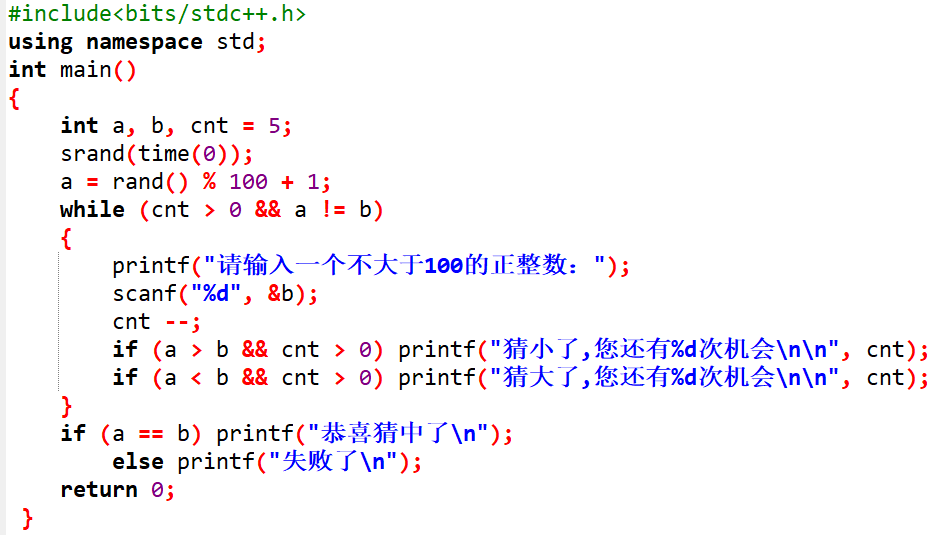 #include<bits/stdc++.h>
using namespace std;
int main()
{
    int a, b, cnt = 5;
    srand(time(0));
    a = rand() % 100 + 1;
    while (cnt > 0 && a != b)
    {
        printf("请输入一个不大于100的正整数：");
        scanf("%d", &b);
        cnt --;
        if (a > b && cnt > 0) printf("猜小了,您还有%d次机会\n\n", cnt);
        if (a < b && cnt > 0) printf("猜大了,您还有%d次机会\n\n", cnt);
    }
    if (a == b) printf("恭喜猜中了\n");
        else printf("失败了\n");
    return 0;
}